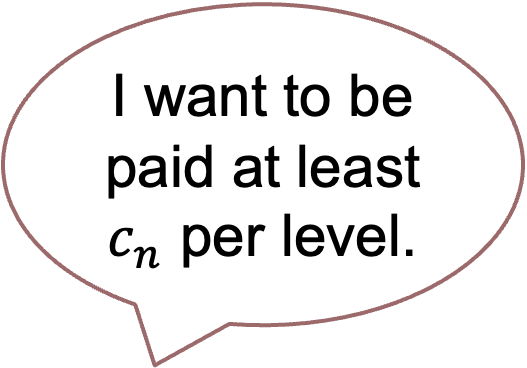 I want to be
paid at least
cₙ per level.